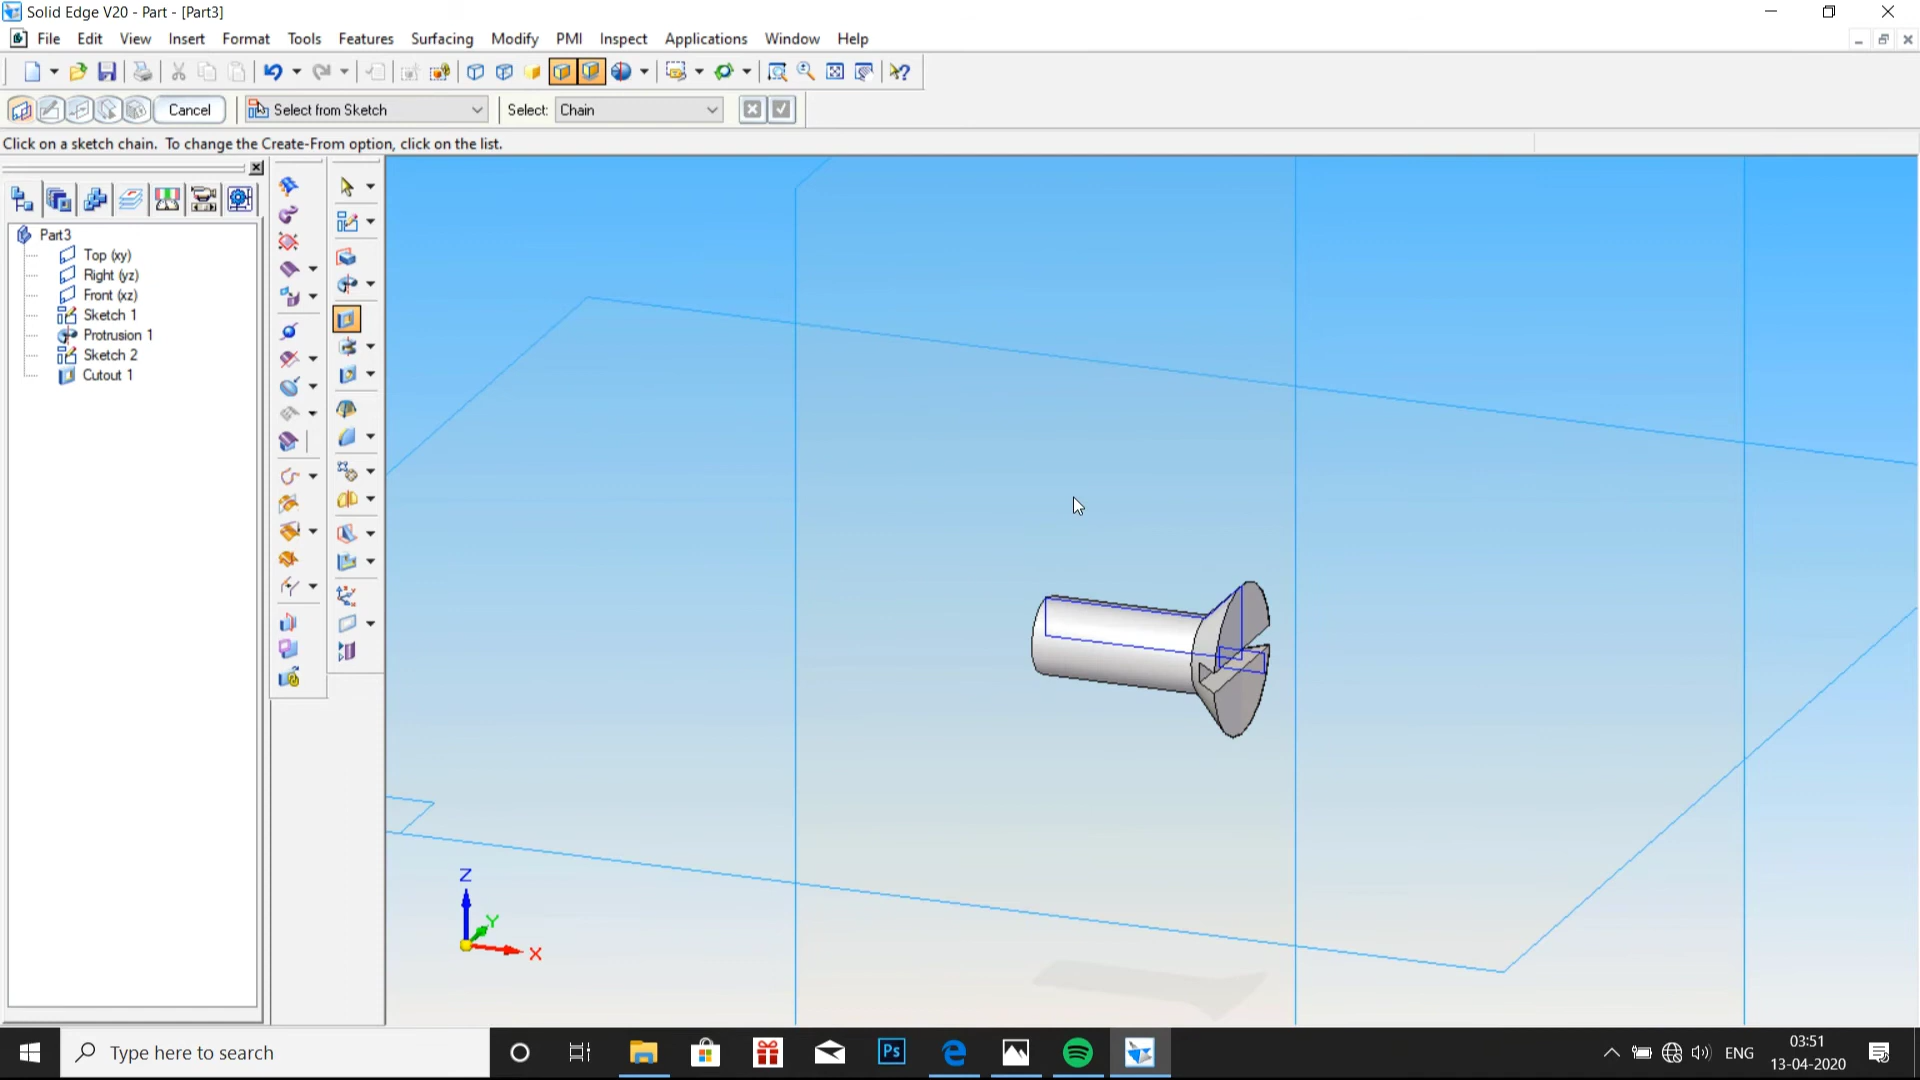 Solid Edge V20 - Part - [Part3]
File Edit View Insert Format Tools Features Surfacing Modify PMI Inspect Applications Window Help
Cancel Select from Sketch Select: Chain
Click on a sketch chain. To change the Create-From option, click on the list.
Part3
Top (xy)
Right (yz)
Front (xz)
Sketch 1
Protrusion 1
Sketch 2
Cutout 1
Z
Y
X
Type here to search
Ps
ENG
03:51
13-04-2020